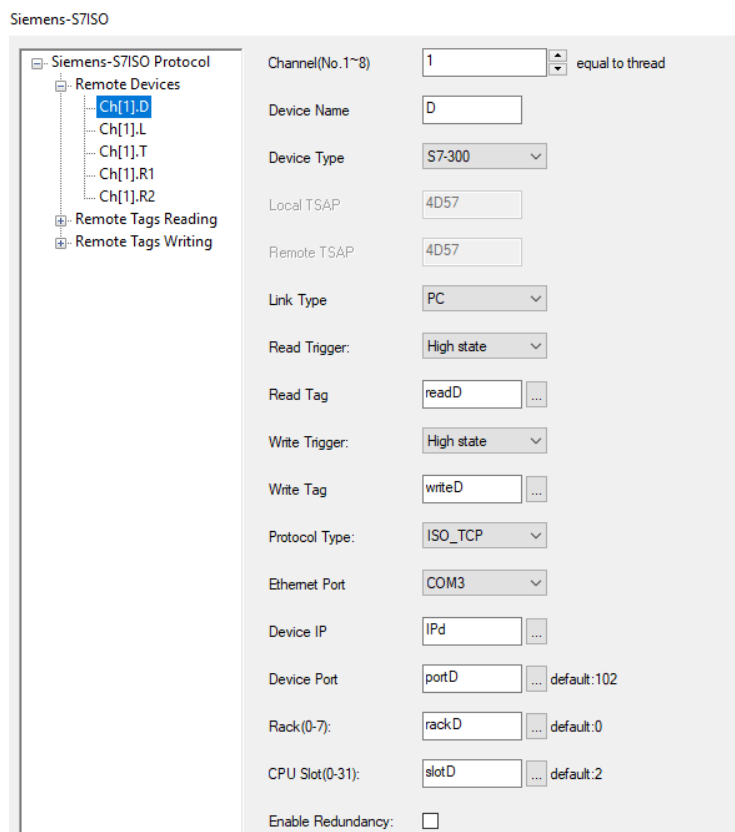 Siemens-S7ISO
Siemens-S7ISO Protocol
Remote Devices
Ch[1].D
Ch[1].L
Ch[1].T
Ch[1].R1
Ch[1].R2
Remote Tags Reading
Remote Tags Writing
Channel(No.1~8) 1 equal to thread
Device Name D
Device Type S7-300
Local TSAP 4D57
Remote TSAP 4D57
Link Type PC
Read Trigger: High state
Read Tag readD ...
Write Trigger: High state
Write Tag writeD ...
Protocol Type: ISO_TCP
Ethernet Port COM3
Device IP IPd ...
Device Port portD ... default:102
Rack(0-7): rackD ... default:0
CPU Slot(0-31): slotD ... default:2
Enable Redundancy: